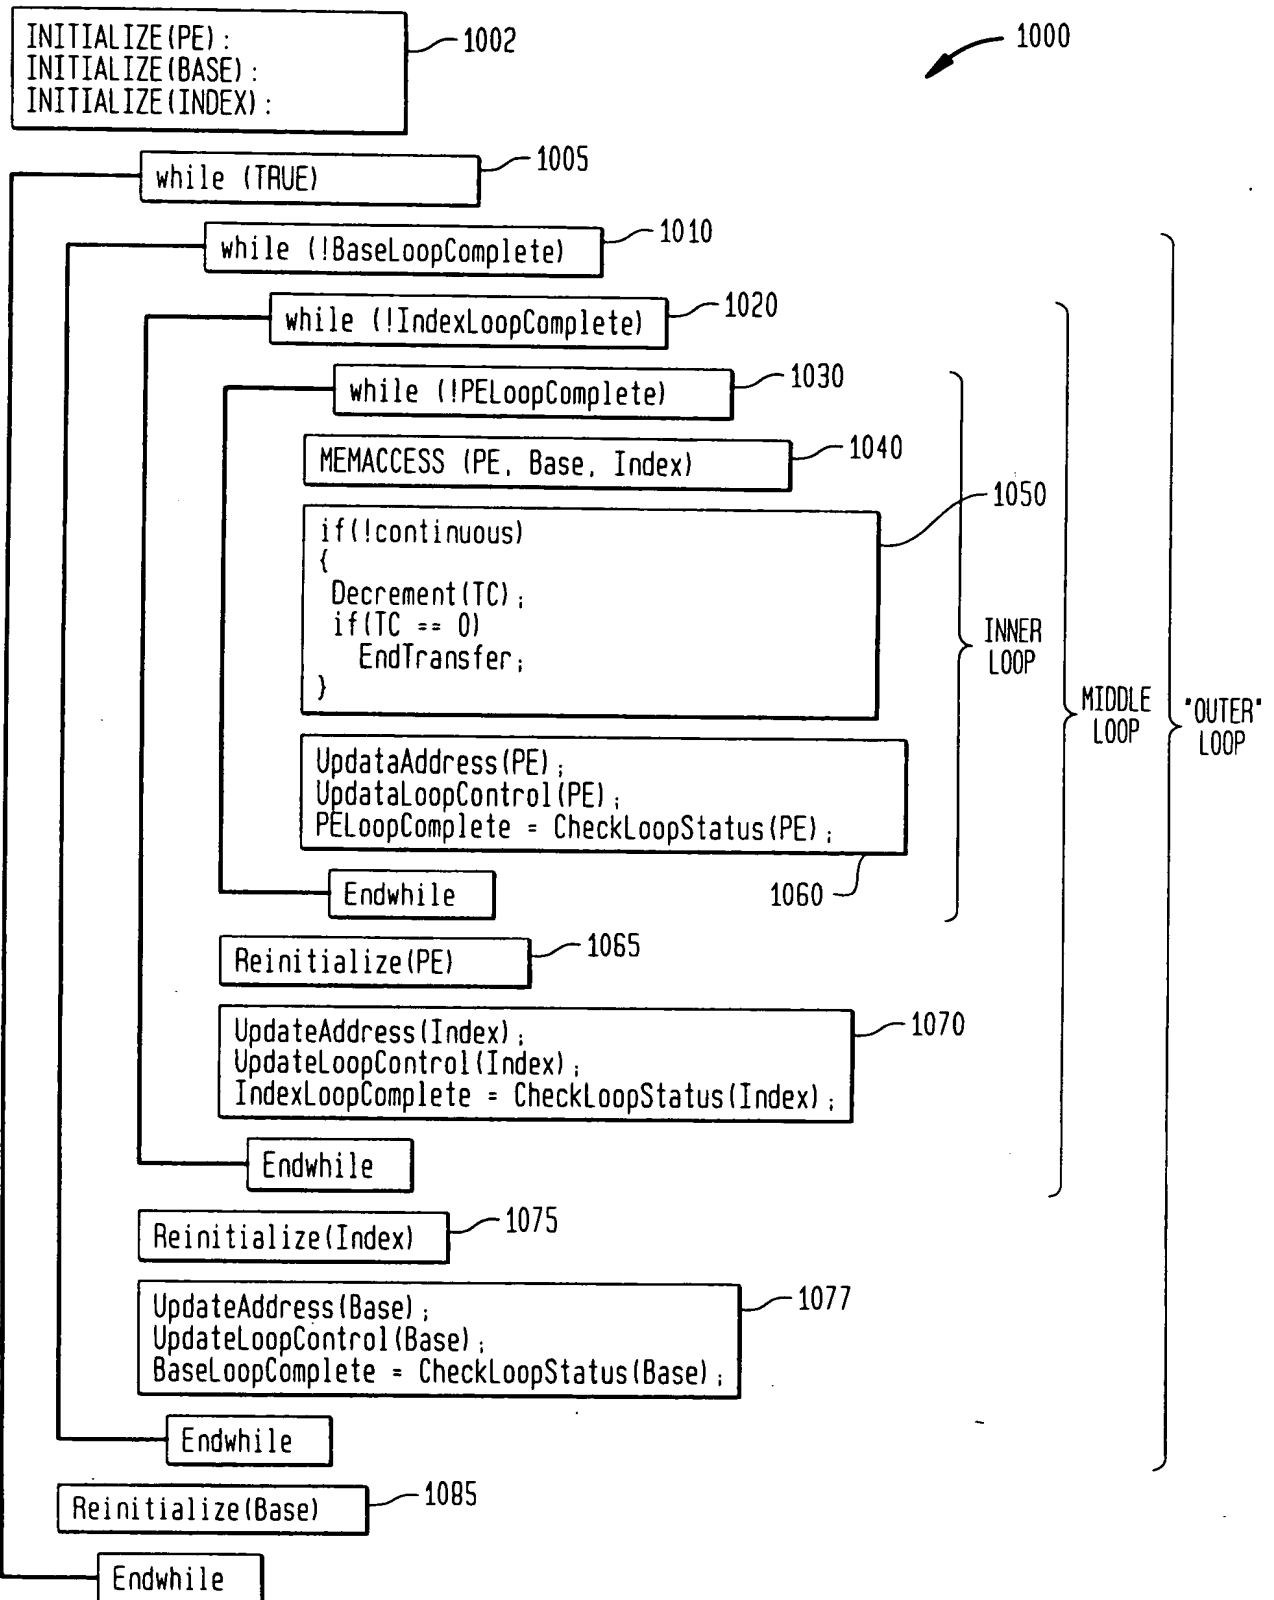 INITIALIZE(PE):
INITIALIZE(BASE):
INITIALIZE(INDEX):
1002
1000
while (TRUE)
1005
while (!BaseLoopComplete)
1010
while (!IndexLoopComplete)
1020
while (!PELoopComplete)
1030
MEMACCESS (PE, Base, Index)
1040
1050
if(!continuous)
{
Decrement(TC);
if(TC == 0)
EndTransfer;
}
INNER
LOOP
MIDDLE
LOOP
"OUTER"
LOOP
UpdataAddress(PE);
UpdataLoopControl(PE);
PELoopComplete = CheckLoopStatus(PE);
1060
Endwhile
Reinitialize(PE)
1065
UpdateAddress(Index);
UpdateLoopControl(Index);
IndexLoopComplete = CheckLoopStatus(Index);
1070
Endwhile
Reinitialize(Index)
1075
UpdateAddress(Base);
UpdateLoopControl(Base);
BaseLoopComplete = CheckLoopStatus(Base);
1077
Endwhile
Reinitialize(Base)
1085
Endwhile